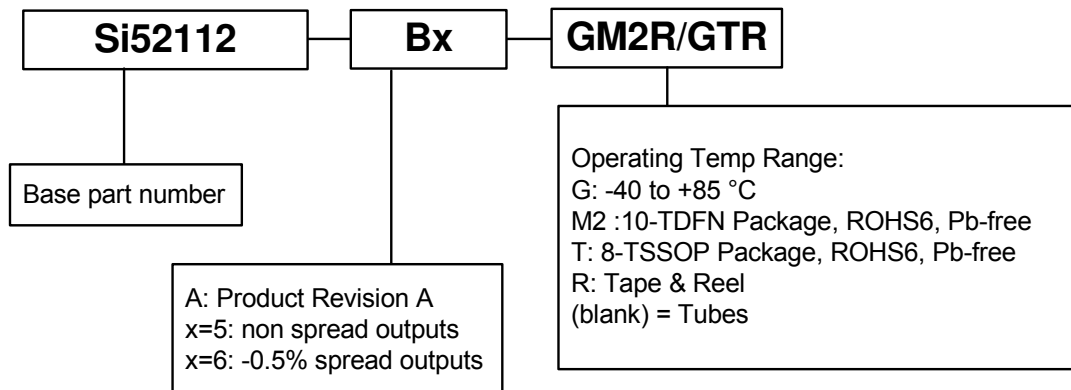 Si52112
Bx
GM2R/GTR
Base part number
A: Product Revision A
x=5: non spread outputs
x=6: -0.5% spread outputs
Operating Temp Range:
G: -40 to +85 °C
M2 :10-TDFN Package, ROHS6, Pb-free
T: 8-TSSOP Package, ROHS6, Pb-free
R: Tape & Reel
(blank) = Tubes